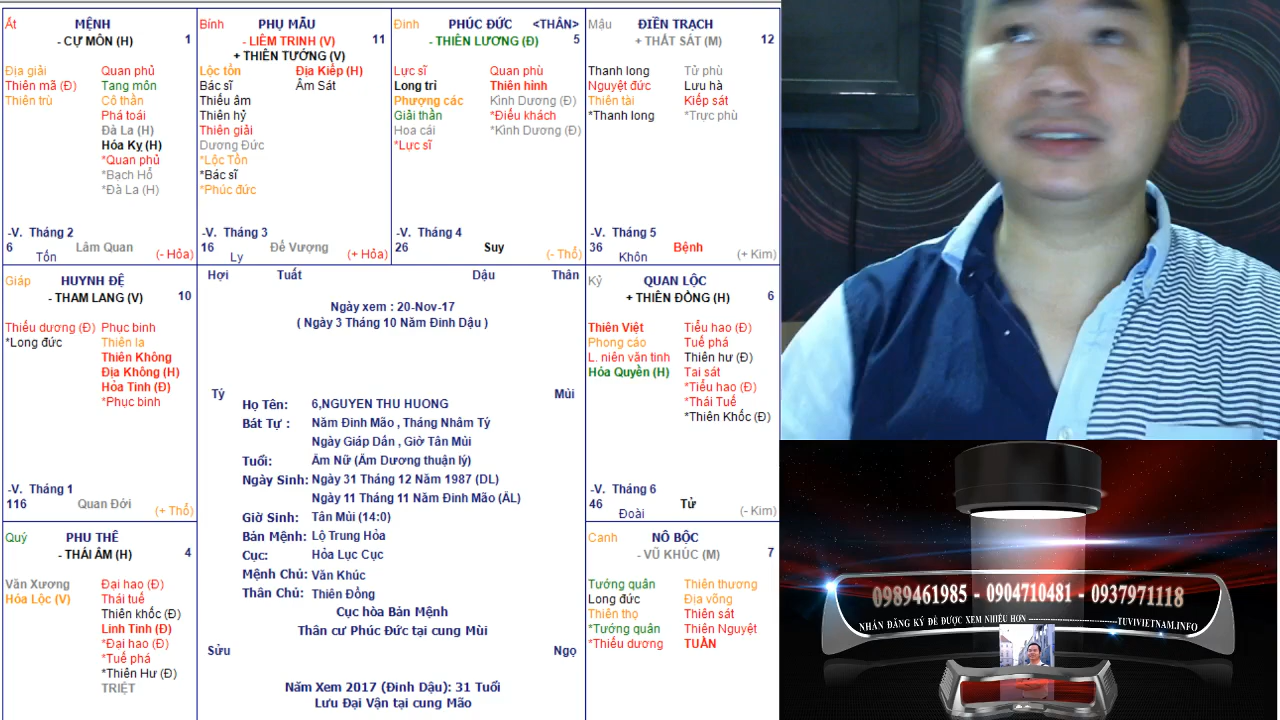 Ất MỆNH
- CỰ MÔN (H) 1
Địa giải Quan phủ
Thiên mã (Đ) Tang môn
Thiên trù Cô thần
Phá toái
Đà La (H)
Hóa Kỵ (H)
*Quan phủ
*Bạch Hổ
*Đà La (H)
-V. Tháng 2
6 Lâm Quan (- Hỏa)
Tốn
Bính PHỤ MẪU
- LIÊM TRINH (V) 11
+ THIÊN TƯỚNG (V)
Lộc tồn Địa Kiếp (H)
Bác sĩ Âm Sát
Thiếu âm
Thiên hỷ
Thiên giải
Dương Đức
*Lộc Tồn
*Bác sĩ
*Phúc đức
-V. Tháng 3
16 Đế Vượng (+ Hỏa)
Ly
Đinh PHÚC ĐỨC <THÂN>
- THIÊN LƯƠNG (Đ) 5
Lực sĩ Quan phù
Long trì Thiên hình
Phượng các Kình Dương (Đ)
Giải thần *Điếu khách
Hoa cái *Kình Dương (Đ)
*Lực sĩ
-V. Tháng 4
26 Suy (- Thổ)
Mậu ĐIỀN TRẠCH
+ THẤT SÁT (M) 12
Thanh long Tử phù
Nguyệt đức Lưu hà
Thiên tài Kiếp sát
*Thanh long *Trực phù
-V. Tháng 5
36 Bệnh (+ Kim)
Khôn
Giáp HUYNH ĐỆ
- THAM LANG (V) 10
Thiếu dương (Đ) Phục binh
*Long đức Thiên la
Thiên Không
Địa Không (H)
Hỏa Tinh (Đ)
*Phục binh
-V. Tháng 1
116 Quan Đới (+ Thổ)
Hợi Tuất Dậu Thân
Ngày xem : 20-Nov-17
( Ngày 3 Tháng 10 Năm Đinh Dậu )
Tý Mùi
Họ Tên: 6,NGUYEN THU HUONG
Bát Tự : Năm Đinh Mão , Tháng Nhâm Tý
Ngày Giáp Dần , Giờ Tân Mùi
Tuổi: Âm Nữ (Âm Dương thuận lý)
Ngày Sinh: Ngày 31 Tháng 12 Năm 1987 (DL)
Ngày 11 Tháng 11 Năm Đinh Mão (ÂL)
Giờ Sinh: Tân Mùi (14:0)
Bản Mệnh: Lộ Trung Hỏa
Cục: Hỏa Lục Cục
Mệnh Chủ: Văn Khúc
Thân Chủ: Thiên Đồng
Cục hòa Bản Mệnh
Thân cư Phúc Đức tại cung Mùi
Sửu Ngọ
Năm Xem 2017 (Đinh Dậu): 31 Tuổi
Lưu Đại Vận tại cung Mão
Kỷ QUAN LỘC
+ THIÊN ĐỒNG (H) 6
Thiên Việt Tiểu hao (Đ)
Phong cáo Tuế phá
L. niên văn tinh Thiên hư (Đ)
Hóa Quyền (H) Tai sát
*Tiểu hao (Đ)
*Thái Tuế
*Thiên Khốc (Đ)
-V. Tháng 6
46 Tử (- Kim)
Đoài
Quý PHU THÊ
- THÁI ÂM (H) 4
Văn Xương Đại hao (Đ)
Hóa Lộc (V) Thái tuế
Thiên khốc (Đ)
Linh Tinh (Đ)
*Đại hao (Đ)
*Tuế phá
*Thiên Hư (Đ)
TRIỆT
Canh NÔ BỘC
- VŨ KHÚC (M) 7
Tướng quân Thiên thương
Long đức Địa võng
Thiên thọ Thiên sát
*Tướng quân Thiên Nguyệt
*Thiếu dương TUẦN
0989461985 - 0904710481 - 0937971118
NHẤN ĐĂNG KÝ ĐỂ ĐƯỢC XEM NHIỀU HƠN ------------------------------TUVIVIETNAM.INFO